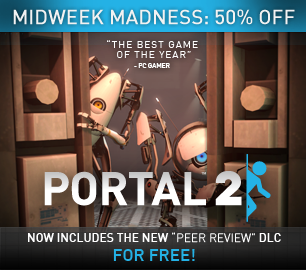 MIDWEEK MADNESS: 50% OFF
"THE BEST GAME
OF THE YEAR"
- PC GAMER
PORTAL 2
NOW INCLUDES THE NEW "PEER REVIEW" DLC
FOR FREE!